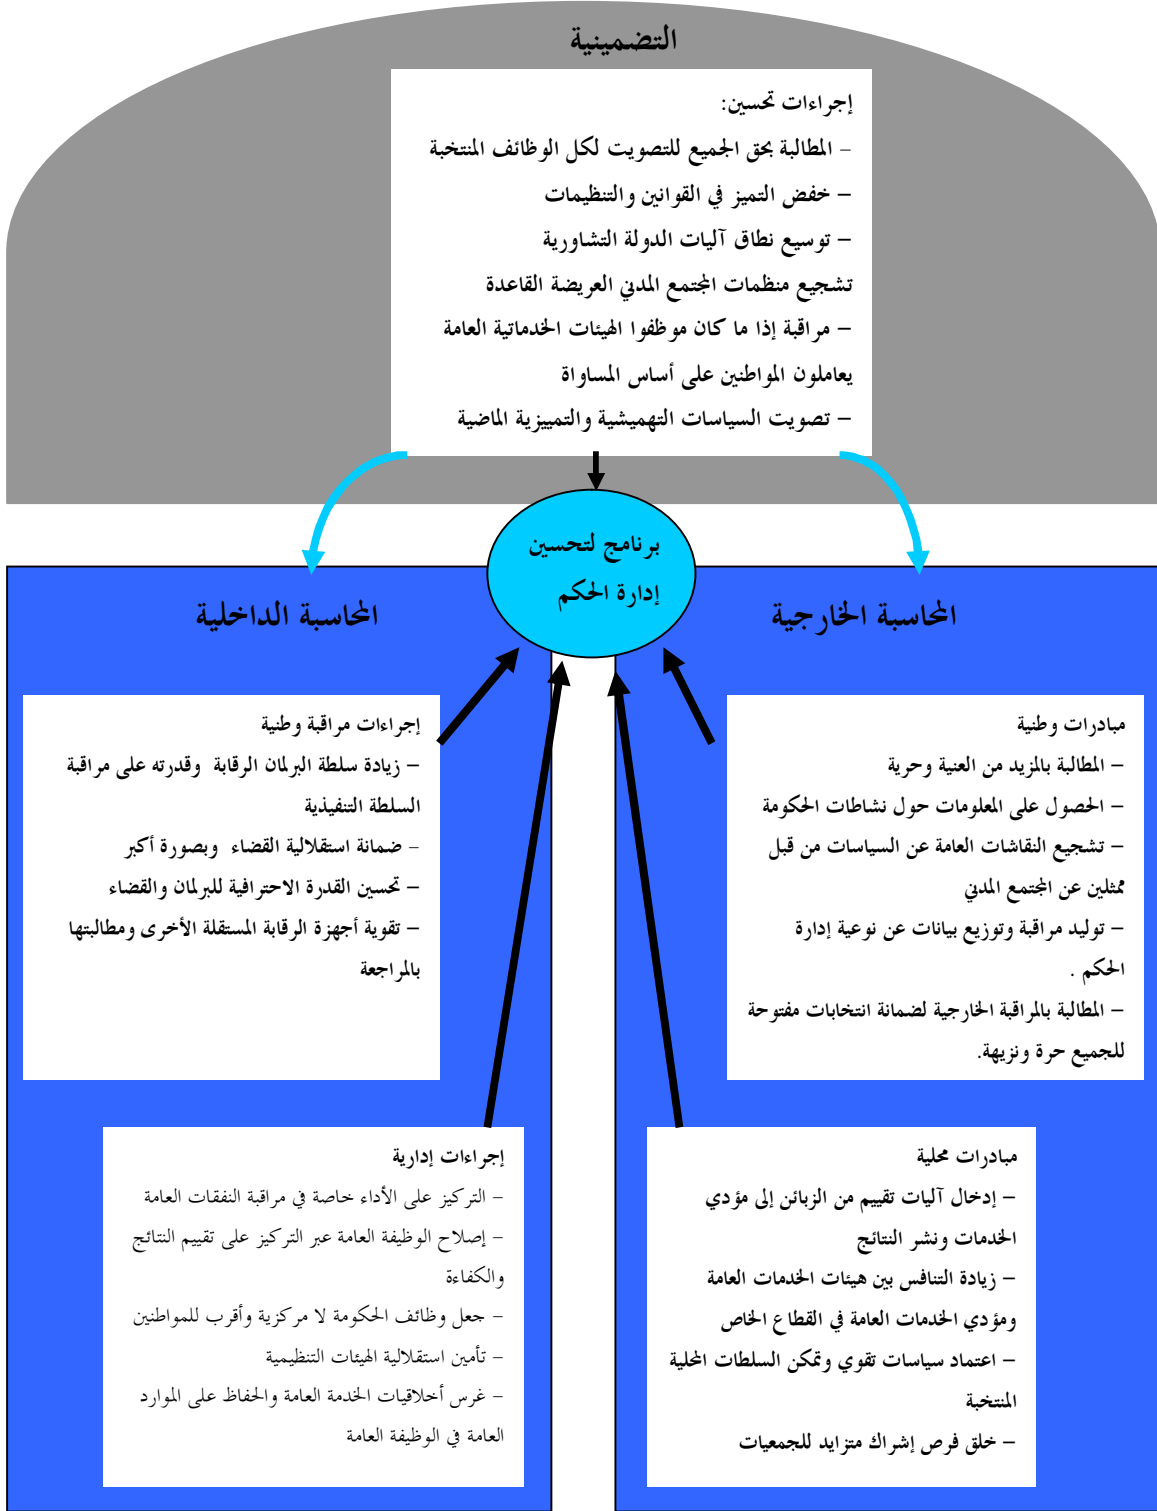 التضمينية
إجراءات تحسين:
– المطالبة بحق الجميع للتصويت لكل الوظائف المنتخبة
– خفض التميز في القوانين والتنظيمات
– توسيع نطاق آليات الدولة التشاورية
تشجيع منظمات المجتمع المدني العريضة القاعدة
– مراقبة إذا ما كان موظفوا الهيئات الخدماتية العامة
يعاملون المواطنين على أساس المساواة
– تصويت السياسات التهميشية والتمييزية الماضية
برنامج لتحسين
إدارة الحكم
المحاسبة الخارجية
مبادرات وطنية
– المطالبة بالمزيد من العنية وحرية
– الحصول على المعلومات حول نشاطات الحكومة
– تشجيع النقاشات العامة عن السياسات من قبل
ممثلين عن المجتمع المدني
– توليد مراقبة وتوزيع بيانات عن نوعية إدارة
الحكم .
– المطالبة بالمراقبة الخارجية لضمانة انتخابات مفتوحة
للجميع حرة ونزيهة.
مبادرات محلية
– إدخال آليات تقييم من الزبائن إلى مؤدي
الخدمات ونشر النتائج
– زيادة التنافس بين هيئات الخدمات العامة
ومؤدي الخدمات العامة في القطاع الخاص
– اعتماد سياسات تقوي وتمكن السلطات المحلية
المنتخبة
– خلق فرص إشراك متزايد للجمعيات
المحاسبة الداخلية
إجراءات مراقبة وطنية
– زيادة سلطة البرلمان الرقابة وقدرته على مراقبة
السلطة التنفيذية
– ضمانة استقلالية القضاء وبصورة أكبر
– تحسين القدرة الاحترافية للبرلمان والقضاء
– تقوية أجهزة الرقابة المستقلة الأخرى ومطالبتها
بالمراجعة
إجراءات إدارية
– التركيز على الأداء خاصة في مراقبة النفقات العامة
– إصلاح الوظيفة العامة عبر التركيز على تقييم النتائج
والكفاءة
– جعل وظائف الحكومة لا مركزية وأقرب للمواطنين
– تأمين استقلالية الهيئات التنظيمية
– غرس أخلاقيات الخدمة العامة والحفاظ على الموارد
العامة في الوظيفة العامة